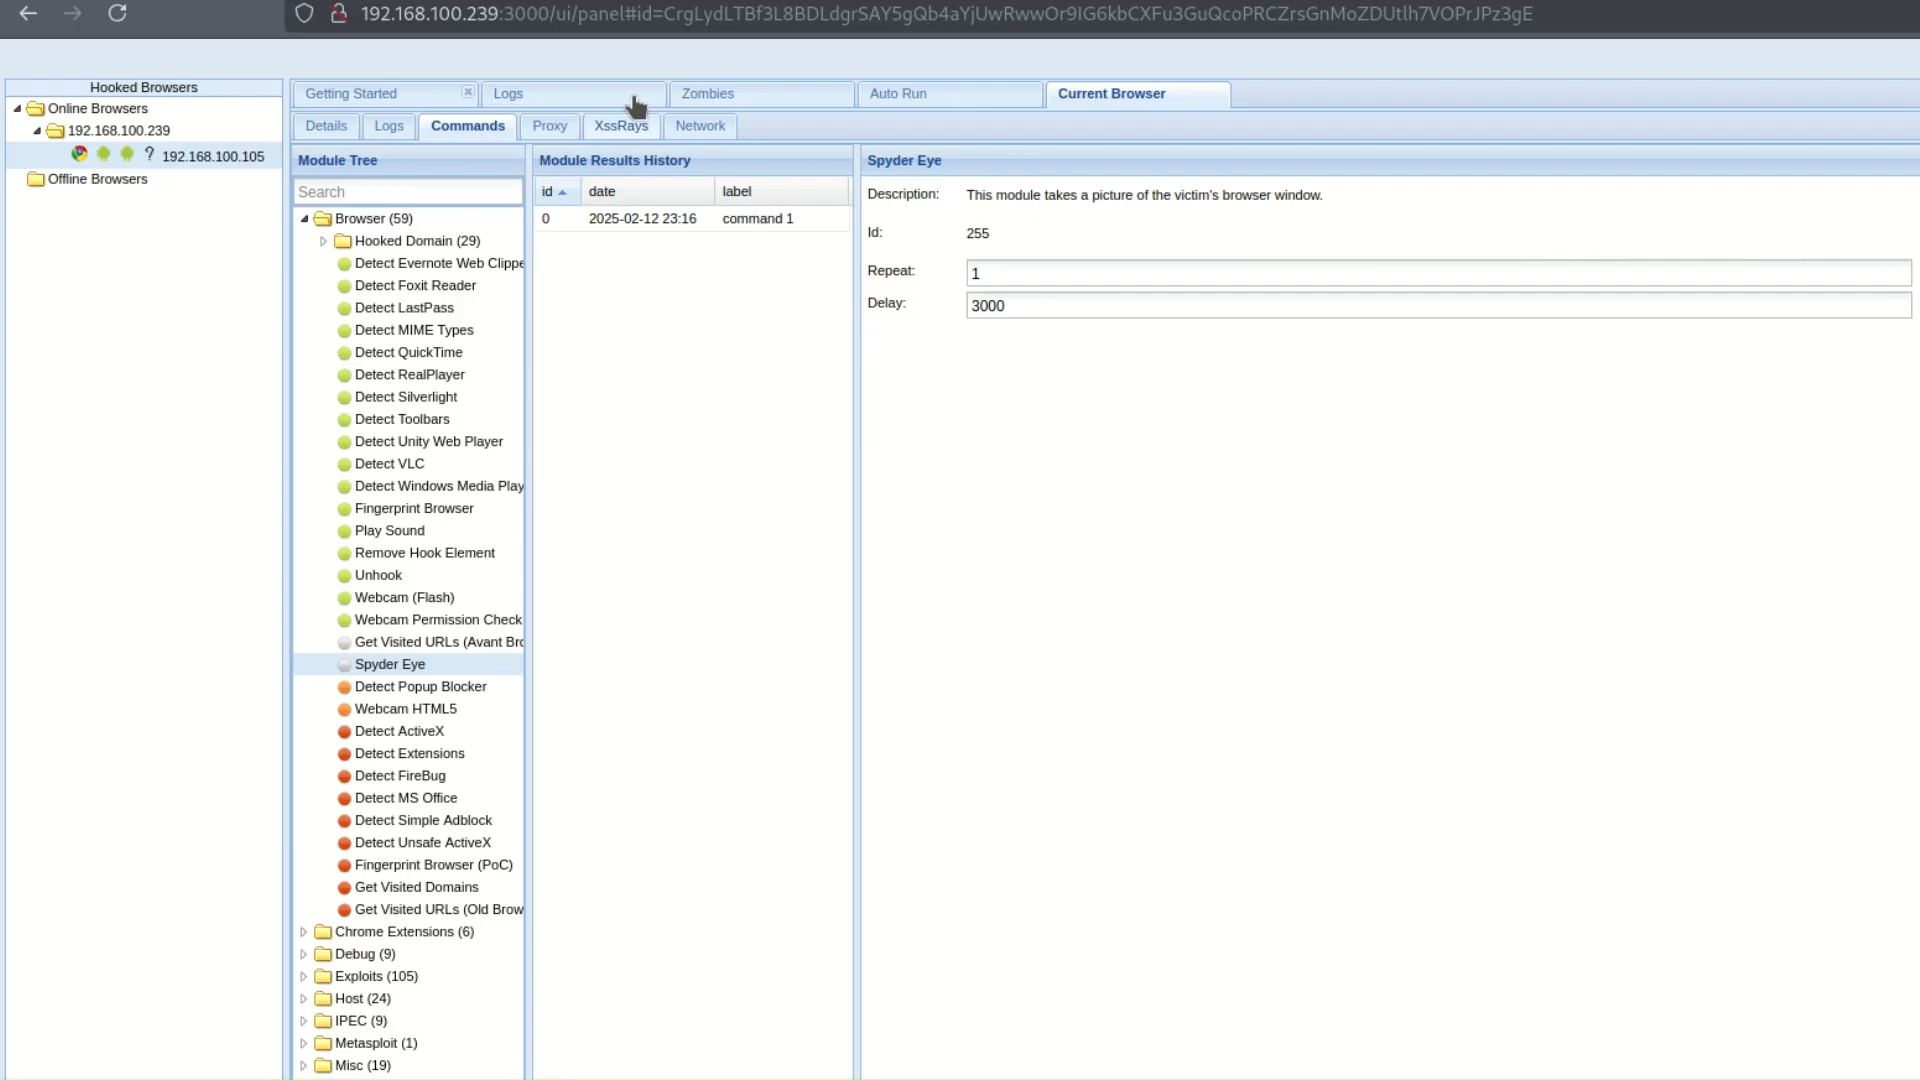 192.168.100.239:3000/ui/panel#id=CrgLydLTBf3L8BDLdgrSAY5gQb4aYjUwRwwOr9IG6kbCXFu3GuQcoPRCZrsGnMoZDUtlh7VOPrJPz3gE
Hooked Browsers
Online Browsers
192.168.100.239
? 192.168.100.105
Offline Browsers
Getting Started
Logs
Zombies
Auto Run
Current Browser
Details
Logs
Commands
Proxy
XssRays
Network
Module Tree
Search
Browser (59)
Hooked Domain (29)
Detect Evernote Web Clippe
Detect Foxit Reader
Detect LastPass
Detect MIME Types
Detect QuickTime
Detect RealPlayer
Detect Silverlight
Detect Toolbars
Detect Unity Web Player
Detect VLC
Detect Windows Media Play
Fingerprint Browser
Play Sound
Remove Hook Element
Unhook
Webcam (Flash)
Webcam Permission Check
Get Visited URLs (Avant Bro
Spyder Eye
Detect Popup Blocker
Webcam HTML5
Detect ActiveX
Detect Extensions
Detect FireBug
Detect MS Office
Detect Simple Adblock
Detect Unsafe ActiveX
Fingerprint Browser (PoC)
Get Visited Domains
Get Visited URLs (Old Brow
Chrome Extensions (6)
Debug (9)
Exploits (105)
Host (24)
IPEC (9)
Metasploit (1)
Misc (19)
Module Results History
id date label
0 2025-02-12 23:16 command 1
Spyder Eye
Description: This module takes a picture of the victim's browser window.
Id: 255
Repeat: 1
Delay: 3000